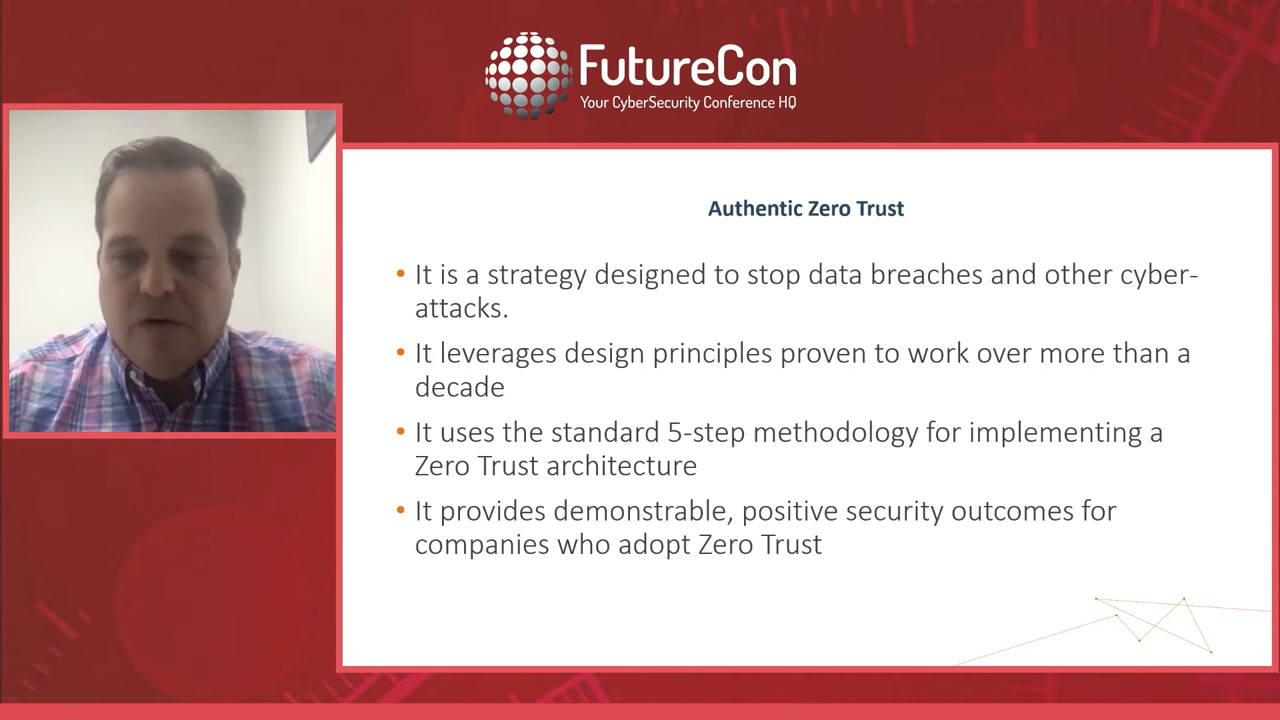 FutureCon
Your CyberSecurity Conference HQ
Authentic Zero Trust
• It is a strategy designed to stop data breaches and other cyber-
attacks.
• It leverages design principles proven to work over more than a
decade
• It uses the standard 5-step methodology for implementing a
Zero Trust architecture
• It provides demonstrable, positive security outcomes for
companies who adopt Zero Trust